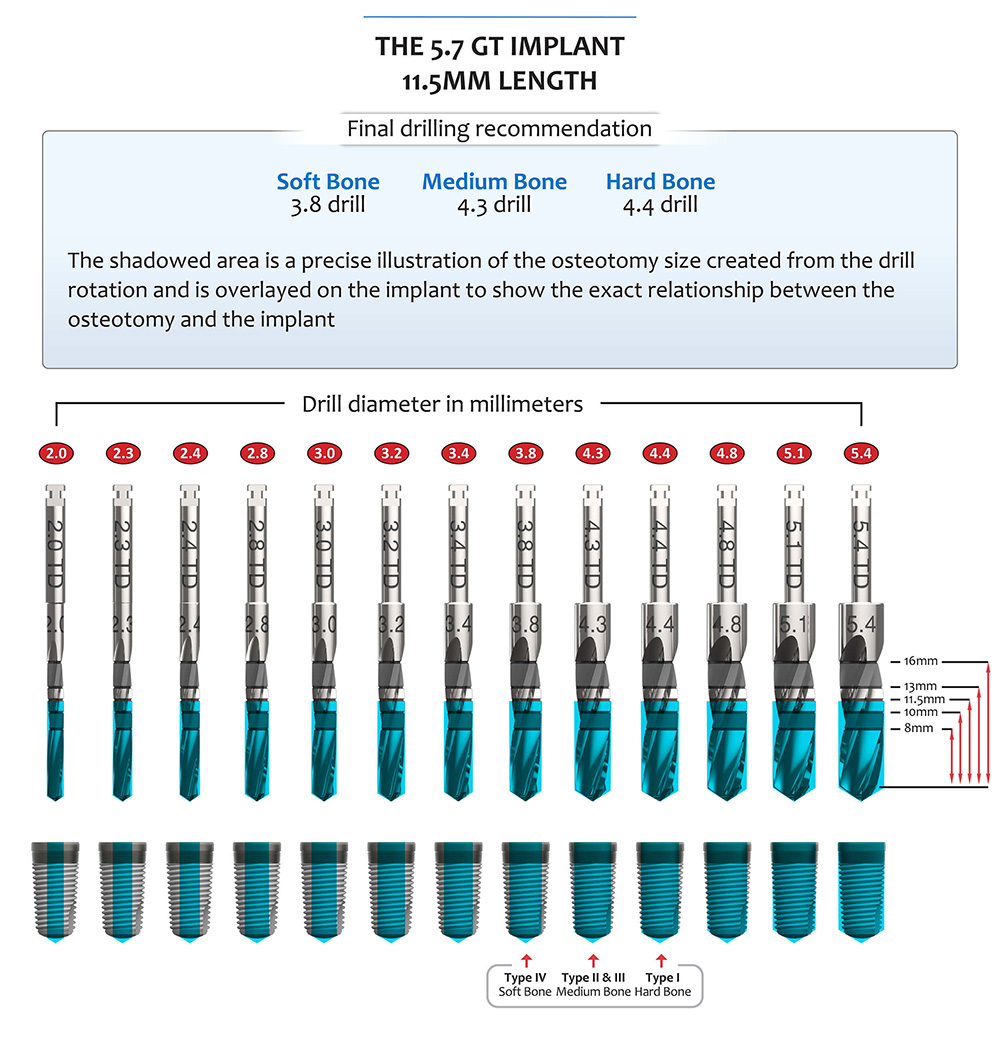 THE 5.7 GT IMPLANT
11.5MM LENGTH
Final drilling recommendation
Soft Bone Medium Bone Hard Bone
3.8 drill 4.3 drill 4.4 drill
The shadowed area is a precise illustration of the osteotomy size created from the drill
rotation and is overlayed on the implant to show the exact relationship between the
osteotomy and the implant
Drill diameter in millimeters
2.0 2.3 2.4 2.8 3.0 3.2 3.4 3.8 4.3 4.4 4.8 5.1 5.4
2.0 TD 2.3 TD 2.4 TD 2.8 TD 3.0 TD 3.2 TD 3.4 TD 3.8 TD 4.3 TD 4.4 TD 4.8 TD 5.1 TD 5.4 TD
2.0 2.3 2.4 2.8 3.0 3.2 3.4 3.8 4.3 4.4 4.8 5.1 5.4
16mm
13mm
11.5mm
10mm
8mm
Type IV Type II & III Type I
Soft Bone Medium Bone Hard Bone